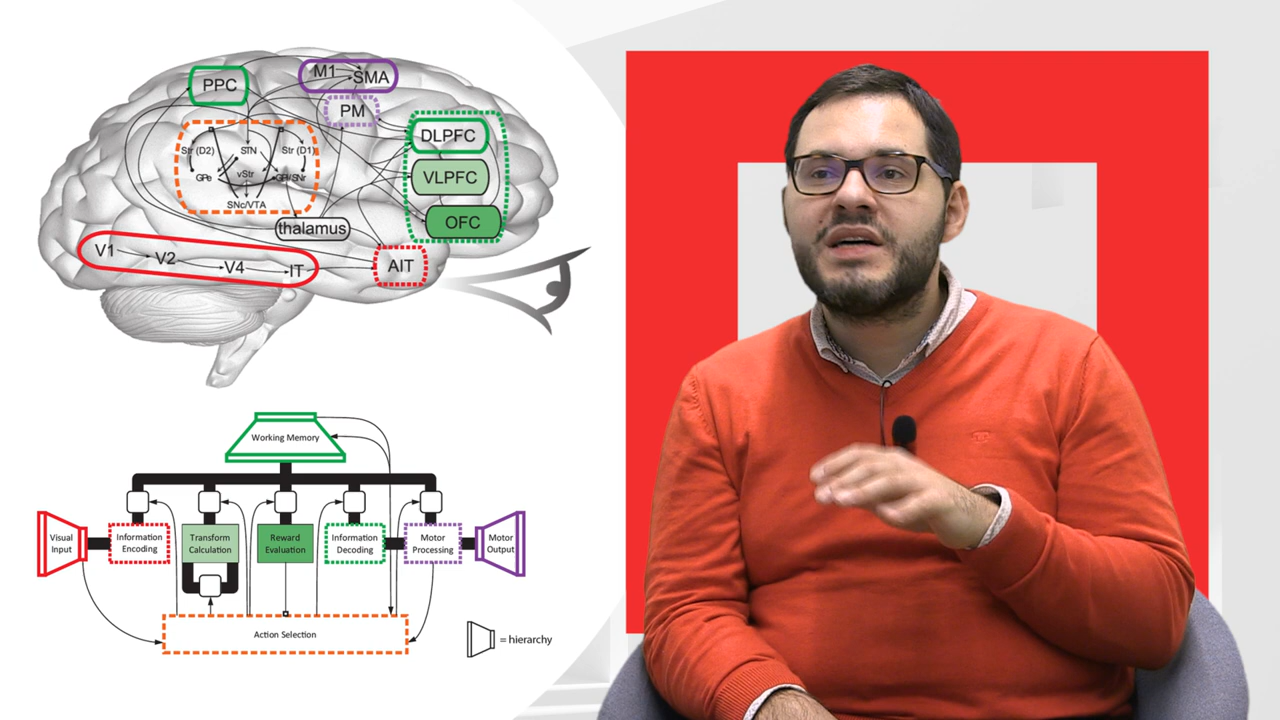 PPC
M1
SMA
PM
DLPFC
VLPFC
OFC
Str (D2)
STN
Str (D1)
GPe
vStr
GPi/SNr
SNc/VTA
thalamus
V1
V2
V4
IT
AIT
Working Memory
Visual
Input
Information
Encoding
Transform
Calculation
Reward
Evaluation
Information
Decoding
Motor
Processing
Motor
Output
Action Selection
= hierarchy